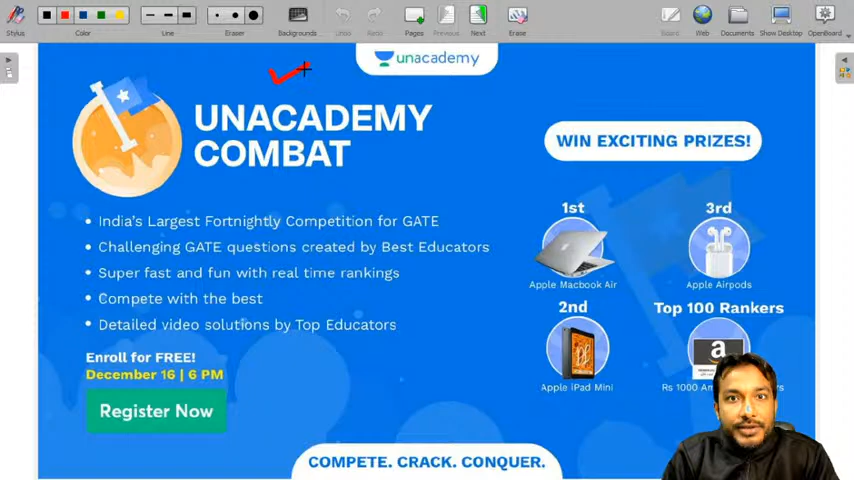 Stylus
Color
Line
Eraser
Backgrounds
Undo
Redo
Pages
Previous
Next
Erase
Board
Web
Documents
Show Desktop
OpenBoard
unacademy
UNACADEMY
COMBAT
WIN EXCITING PRIZES!
• India's Largest Fortnightly Competition for GATE
• Challenging GATE questions created by Best Educators
• Super fast and fun with real time rankings
• Compete with the best
• Detailed video solutions by Top Educators
Enroll for FREE!
December 16 | 6 PM
Register Now
1st
Apple Macbook Air
3rd
Apple Airpods
2nd
Apple iPad Mini
Top 100 Rankers
a
Rs 1000
COMPETE. CRACK. CONQUER.